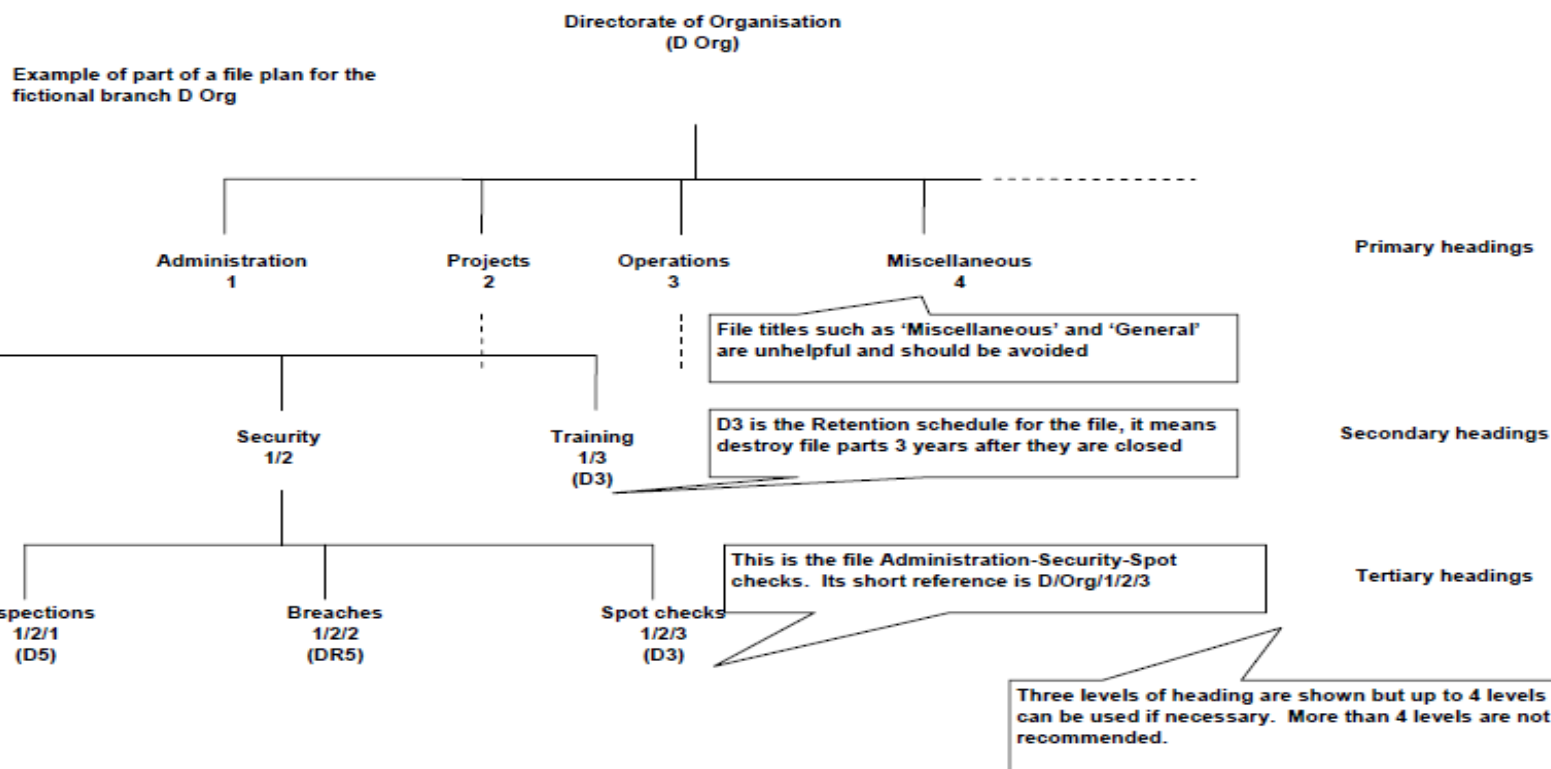 Directorate of Organisation
(D Org)
Example of part of a file plan for the
fictional branch D Org
Administration
1
Projects
2
Operations
3
Miscellaneous
4
Primary headings
File titles such as ‘Miscellaneous’ and ‘General’
are unhelpful and should be avoided
Security
1/2
Training
1/3
(D3)
D3 is the Retention schedule for the file, it means
destroy file parts 3 years after they are closed
Secondary headings
This is the file Administration-Security-Spot
checks. Its short reference is D/Org/1/2/3
Tertiary headings
spections
1/2/1
(D5)
Breaches
1/2/2
(DR5)
Spot checks
1/2/3
(D3)
Three levels of heading are shown but up to 4 levels
can be used if necessary. More than 4 levels are not
recommended.